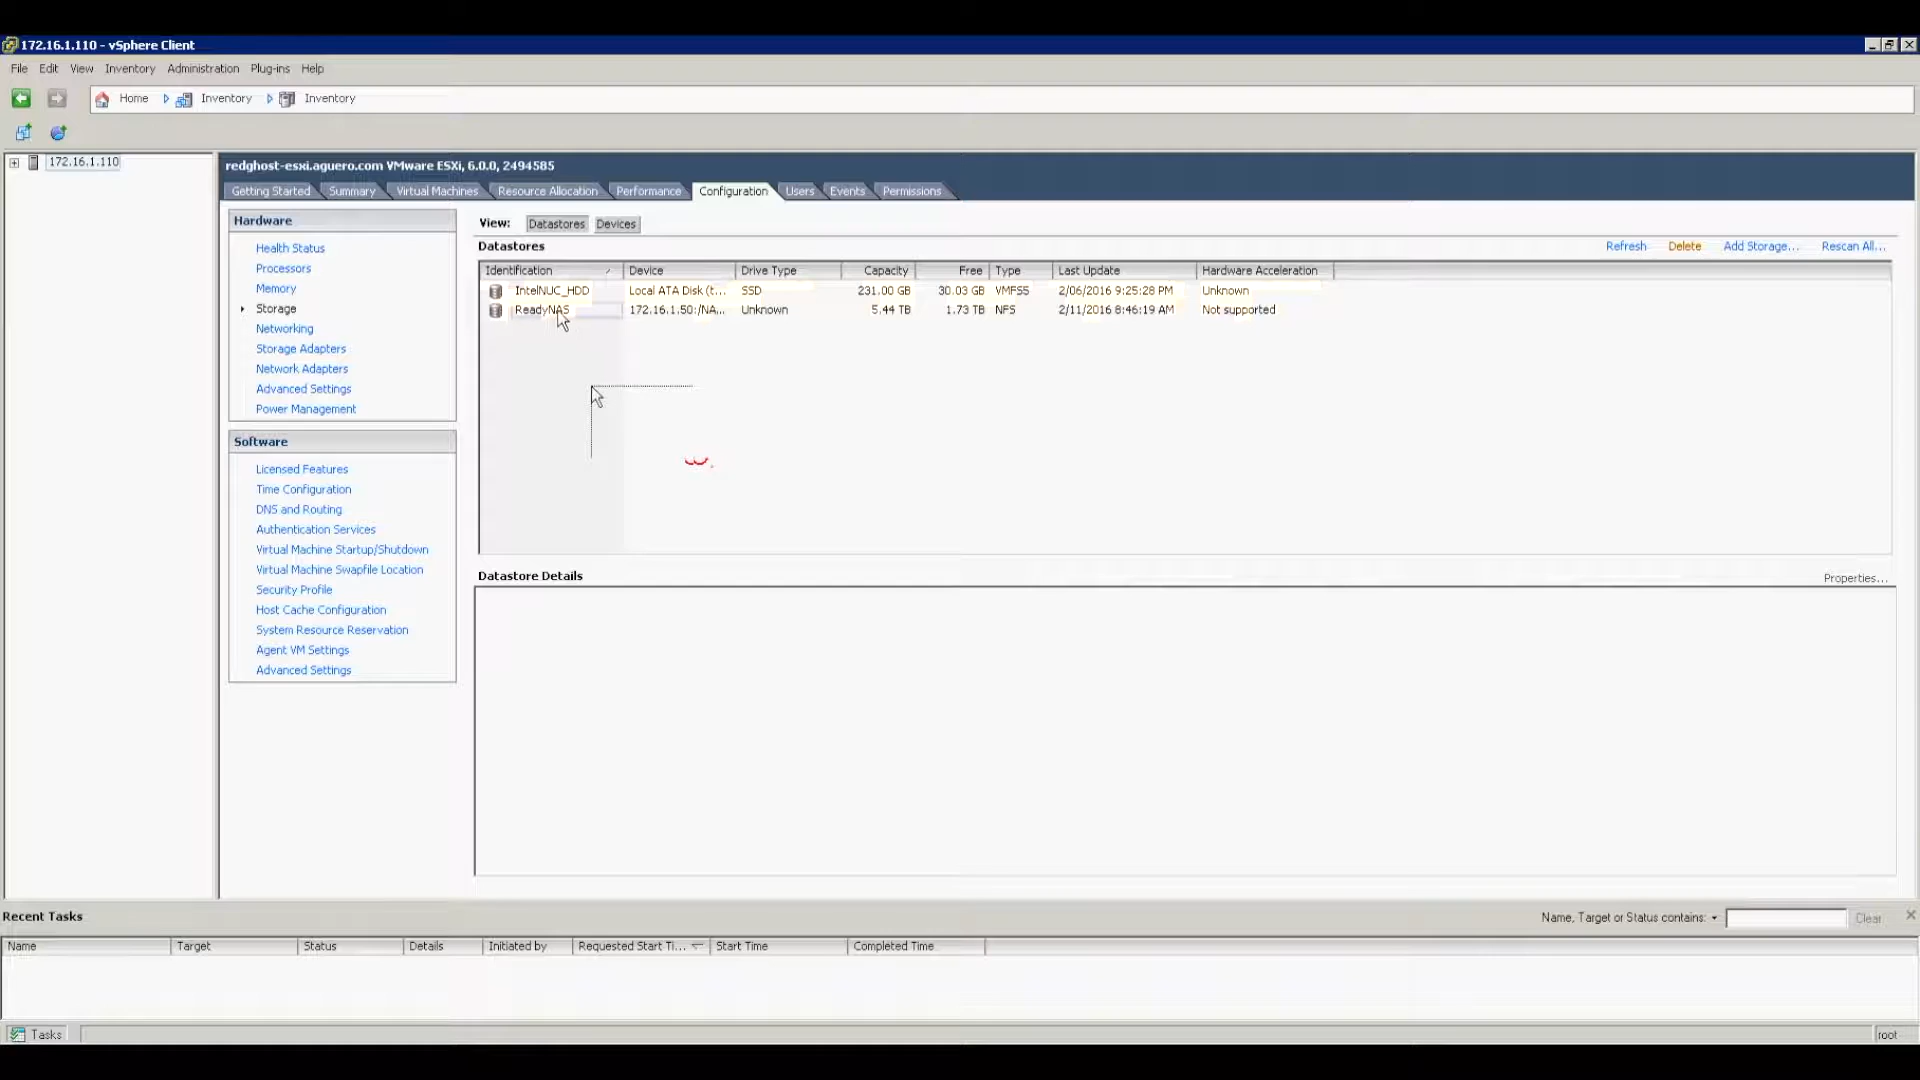 172.16.1.110 - vSphere Client
File Edit View Inventory Administration Plug-ins Help
Home Inventory Inventory
172.16.1.110
redghost-esxi.aguero.com VMware ESXi, 6.0.0, 2494585
Getting Started Summary Virtual Machines Resource Allocation Performance Configuration Users Events Permissions
Hardware
Health Status
Processors
Memory
Storage
Networking
Storage Adapters
Network Adapters
Advanced Settings
Power Management
Software
Licensed Features
Time Configuration
DNS and Routing
Authentication Services
Virtual Machine Startup/Shutdown
Virtual Machine Swapfile Location
Security Profile
Host Cache Configuration
System Resource Reservation
Agent VM Settings
Advanced Settings
View: Datastores Devices
Datastores
Refresh Delete Add Storage... Rescan All...
Identification Device Drive Type Capacity Free Type Last Update Hardware Acceleration
IntelNUC_HDD Local ATA Disk (t... SSD 231.00 GB 30.03 GB VMFS5 2/06/2016 9:25:28 PM Unknown
ReadyNAS 172.16.1.50:/NA... Unknown 5.44 TB 1.73 TB NFS 2/11/2016 8:46:19 AM Not supported
Datastore Details
Properties...
Recent Tasks
Name, Target or Status contains: Clear
Name Target Status Details Initiated by Requested Start Ti... Start Time Completed Time
Tasks
root